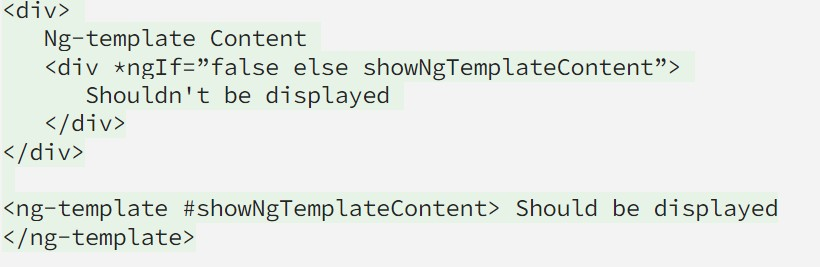 <div>
Ng-template Content
<div *ngIf=”false else showNgTemplateContent”>
Shouldn't be displayed
</div>
</div>
<ng-template #showNgTemplateContent> Should be displayed
</ng-template>